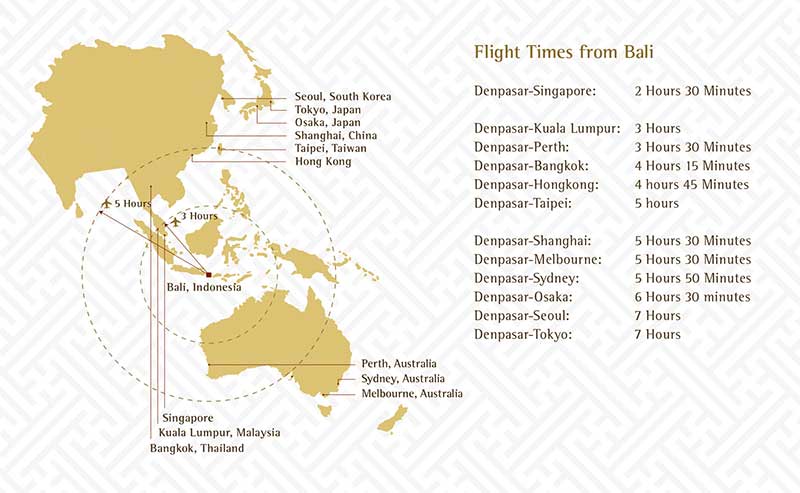 Flight Times from Bali
Denpasar-Singapore: 2 Hours 30 Minutes
Denpasar-Kuala Lumpur: 3 Hours
Denpasar-Perth: 3 Hours 30 Minutes
Denpasar-Bangkok: 4 Hours 15 Minutes
Denpasar-Hongkong: 4 hours 45 Minutes
Denpasar-Taipei: 5 hours
Denpasar-Shanghai: 5 Hours 30 Minutes
Denpasar-Melbourne: 5 Hours 30 Minutes
Denpasar-Sydney: 5 Hours 50 Minutes
Denpasar-Osaka: 6 Hours 30 minutes
Denpasar-Seoul: 7 Hours
Denpasar-Tokyo: 7 Hours
Seoul, South Korea
Tokyo, Japan
Osaka, Japan
Shanghai, China
Taipei, Taiwan
Hong Kong
5 Hours
3 Hours
Bali, Indonesia
Perth, Australia
Sydney, Australia
Melbourne, Australia
Singapore
Kuala Lumpur, Malaysia
Bangkok, Thailand